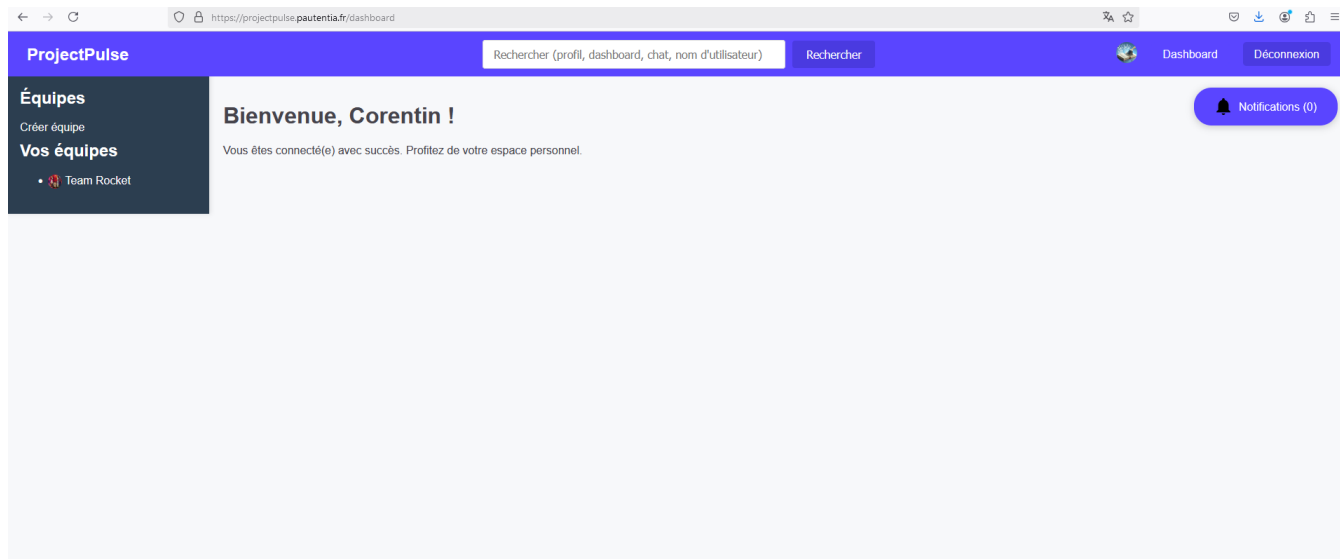 https://projectpulse.pautentia.fr/dashboard
ProjectPulse
Rechercher (profil, dashboard, chat, nom d'utilisateur)
Rechercher
Dashboard
Déconnexion
Équipes
Créer équipe
Vos équipes
Team Rocket
Bienvenue, Corentin !
Vous êtes connecté(e) avec succès. Profitez de votre espace personnel.
Notifications (0)